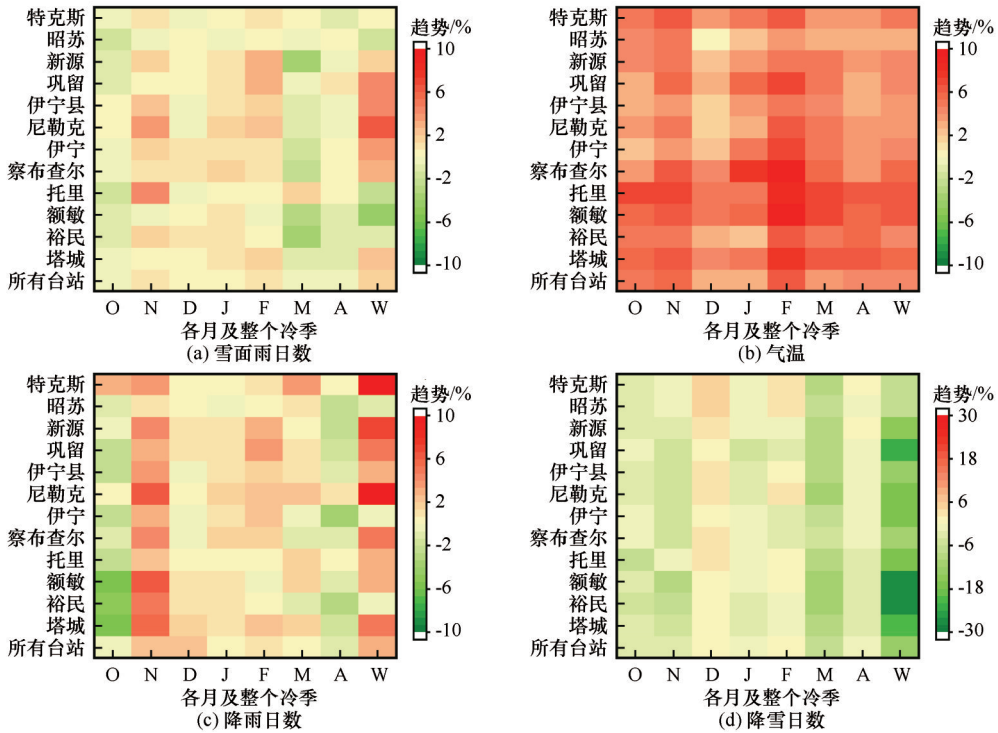 特克斯
昭苏
新源
巩留
伊宁县
尼勒克
伊宁
察布查尔
托里
额敏
裕民
塔城
所有台站
O N D J F M A W
各月及整个冷季
(a) 雪面雨日数
趋势/%
10
6
2
-2
-6
-10
特克斯
昭苏
新源
巩留
伊宁县
尼勒克
伊宁
察布查尔
托里
额敏
裕民
塔城
所有台站
O N D J F M A W
各月及整个冷季
(b) 气温
趋势/%
10
6
2
-2
-6
-10
特克斯
昭苏
新源
巩留
伊宁县
尼勒克
伊宁
察布查尔
托里
额敏
裕民
塔城
所有台站
O N D J F M A W
各月及整个冷季
(c) 降雨日数
趋势/%
10
6
2
-2
-6
-10
特克斯
昭苏
新源
巩留
伊宁县
尼勒克
伊宁
察布查尔
托里
额敏
裕民
塔城
所有台站
O N D J F M A W
各月及整个冷季
(d) 降雪日数
趋势/%
30
18
6
-6
-18
-30